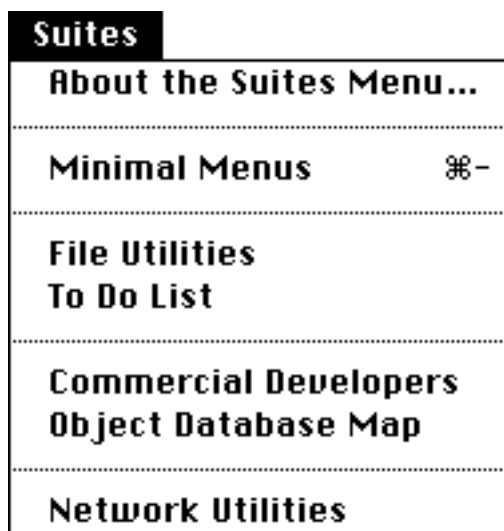 Suites
About the Suites Menu...
Minimal Menus ⌘-
File Utilities
To Do List
Commercial Developers
Object Database Map
Network Utilities